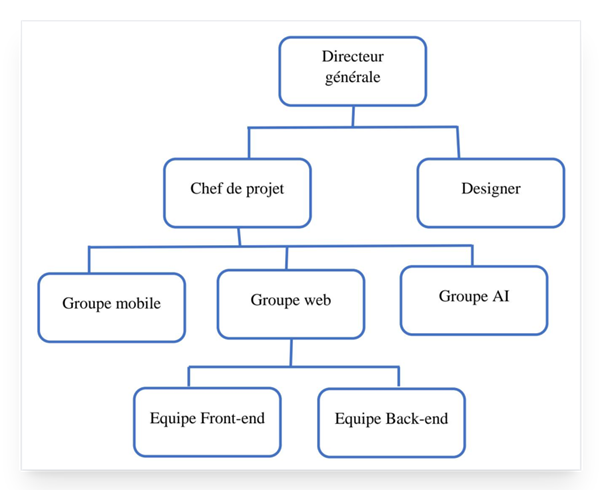 Directeur
générale
Chef de projet
Designer
Groupe mobile
Groupe web
Groupe AI
Equipe Front-end
Equipe Back-end